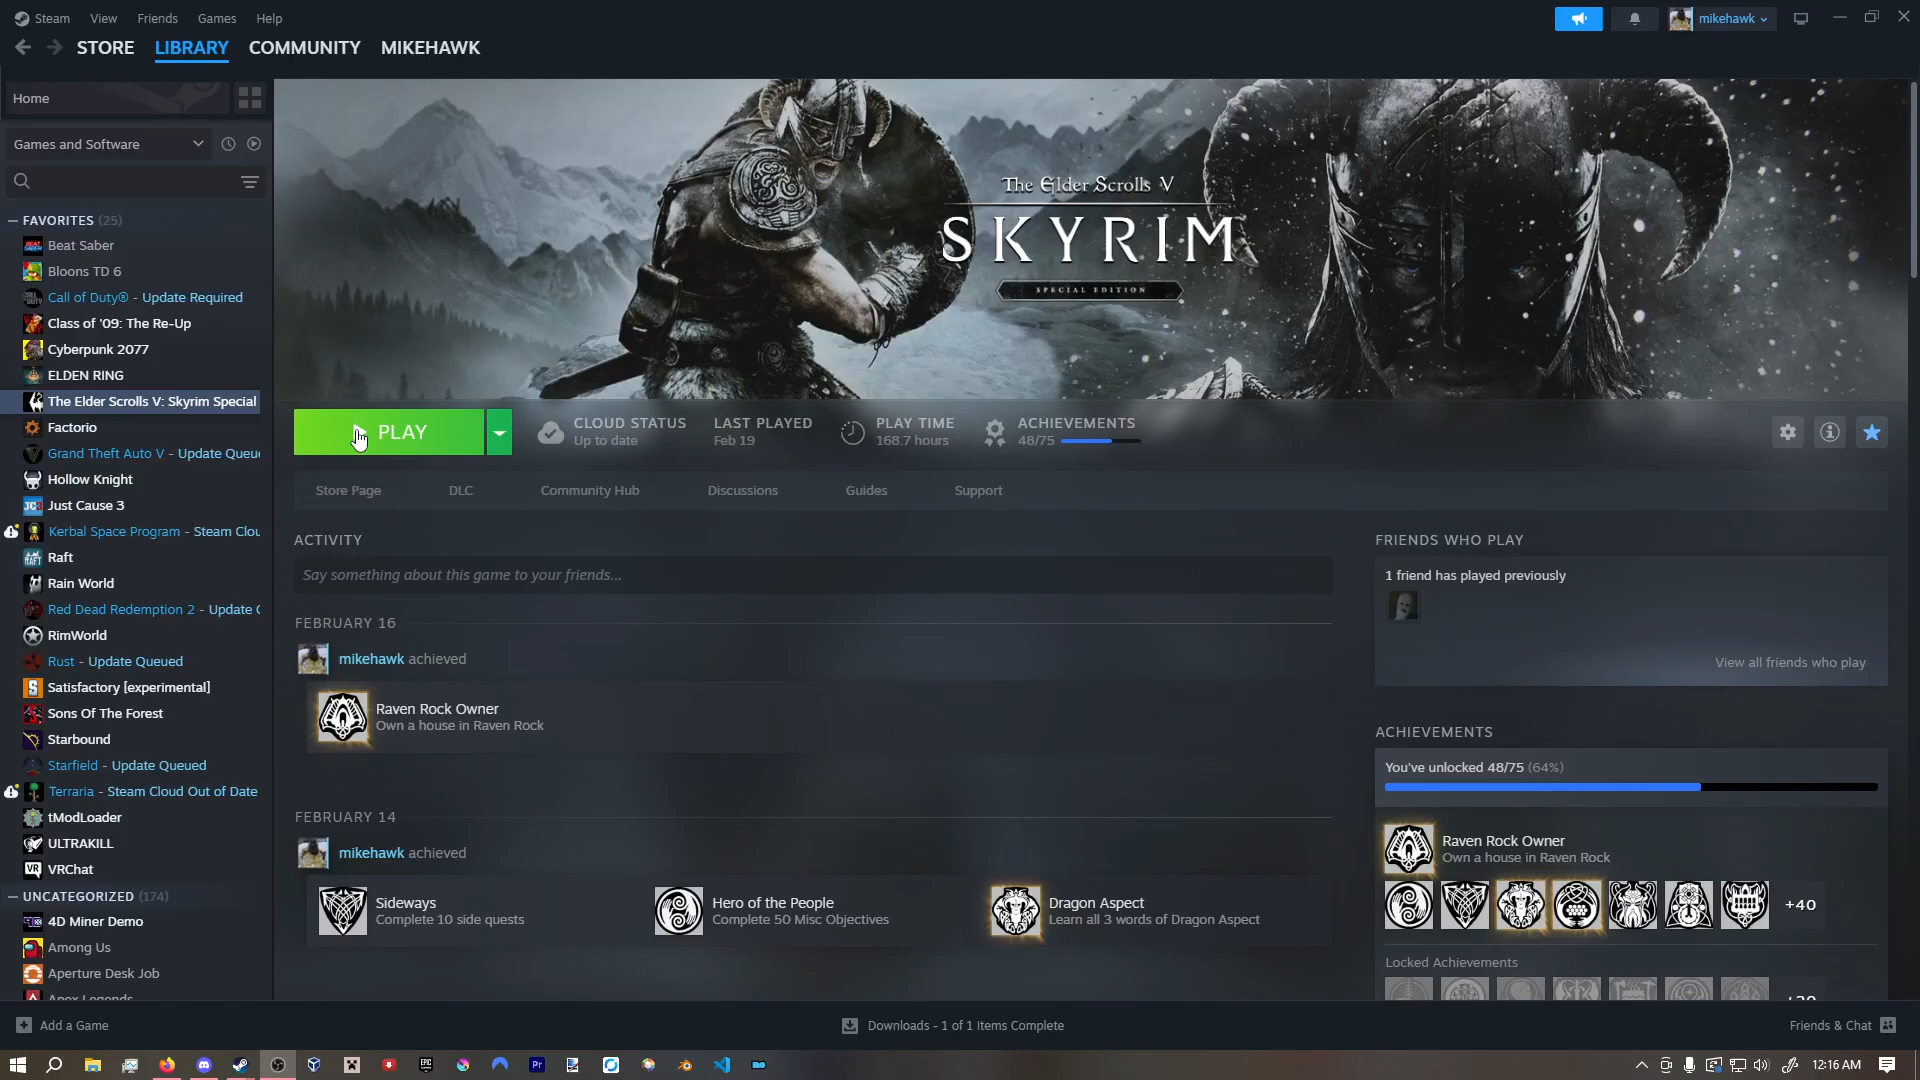 Steam View Friends Games Help
mikehawk
STORE LIBRARY COMMUNITY MIKEHAWK
Home
Games and Software
FAVORITES (25)
Beat Saber
Bloons TD 6
Call of Duty® - Update Required
Class of '09: The Re-Up
Cyberpunk 2077
ELDEN RING
The Elder Scrolls V: Skyrim Special
Factorio
Grand Theft Auto V - Update Queue
Hollow Knight
Just Cause 3
Kerbal Space Program - Steam Clou
Raft
Rain World
Red Dead Redemption 2 - Update
RimWorld
Rust - Update Queued
Satisfactory [experimental]
Sons Of The Forest
Starbound
Starfield - Update Queued
Terraria - Steam Cloud Out of Date
tModLoader
ULTRAKILL
VRChat
UNCATEGORIZED (174)
4D Miner Demo
Among Us
Aperture Desk Job
Apex Legends
The Elder Scrolls V
SKYRIM
SPECIAL EDITION
PLAY
CLOUD STATUS
Up to date
LAST PLAYED
Feb 19
PLAY TIME
168.7 hours
ACHIEVEMENTS
48/75
Store Page DLC Community Hub Discussions Guides Support
ACTIVITY
Say something about this game to your friends...
FEBRUARY 16
mikehawk achieved
Raven Rock Owner
Own a house in Raven Rock
FEBRUARY 14
mikehawk achieved
Sideways
Complete 10 side quests
Hero of the People
Complete 50 Misc Objectives
Dragon Aspect
Learn all 3 words of Dragon Aspect
FRIENDS WHO PLAY
1 friend has played previously
View all friends who play
ACHIEVEMENTS
You've unlocked 48/75 (64%)
Raven Rock Owner
Own a house in Raven Rock
+40
Locked Achievements
Add a Game
Downloads - 1 of 1 Items Complete
Friends & Chat
12:16 AM